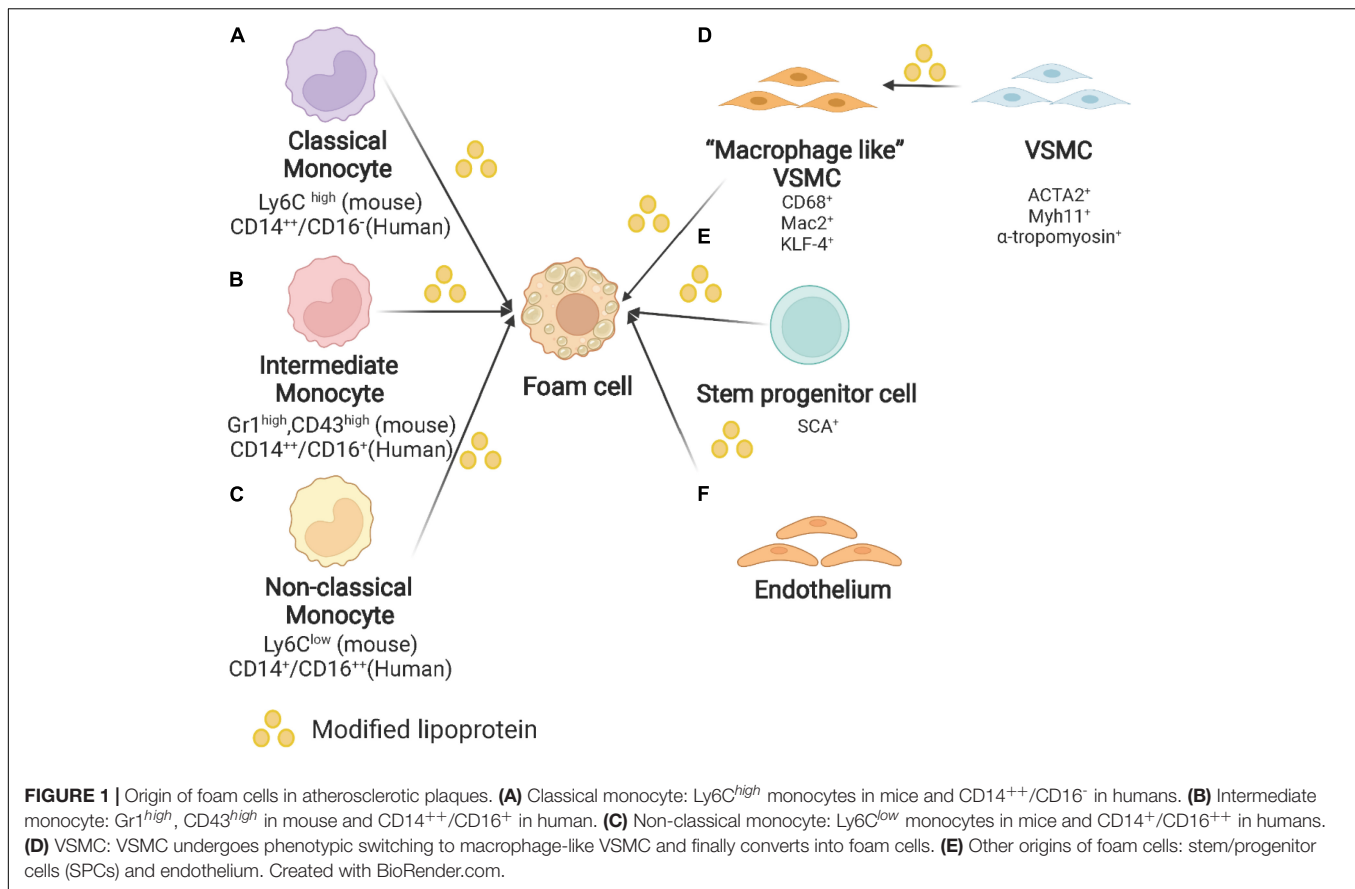 A
Classical
Monocyte
Ly6C high (mouse)
CD14++/CD16-(Human)
B
Intermediate
Monocyte
Gr1high,CD43high (mouse)
CD14++/CD16+(Human)
C
Non-classical
Monocyte
Ly6Clow (mouse)
CD14+/CD16++(Human)
Modified lipoprotein
Foam cell
D
“Macrophage like”
VSMC
CD68+
Mac2+
KLF-4+
VSMC
ACTA2+
Myh11+
α-tropomyosin+
E
Stem progenitor cell
SCA+
F
Endothelium
FIGURE 1 | Origin of foam cells in atherosclerotic plaques. (A) Classical monocyte: Ly6Chigh monocytes in mice and CD14++/CD16- in humans. (B) Intermediate
monocyte: Gr1high, CD43high in mouse and CD14++/CD16+ in human. (C) Non-classical monocyte: Ly6Clow monocytes in mice and CD14+/CD16++ in humans.
(D) VSMC: VSMC undergoes phenotypic switching to macrophage-like VSMC and finally converts into foam cells. (E) Other origins of foam cells: stem/progenitor
cells (SPCs) and endothelium. Created with BioRender.com.